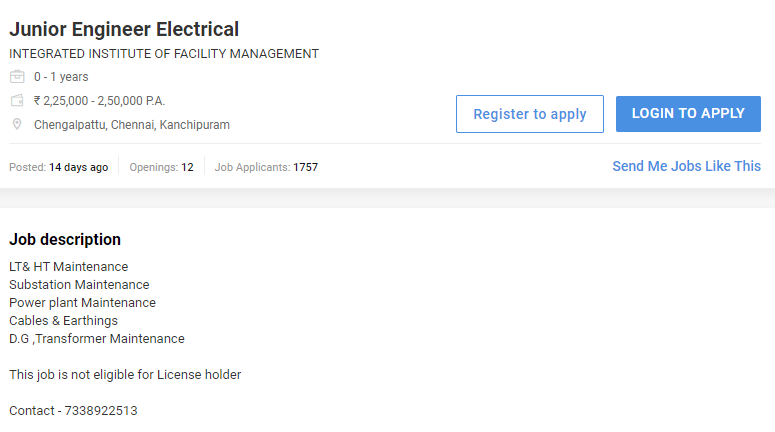 Junior Engineer Electrical
INTEGRATED INSTITUTE OF FACILITY MANAGEMENT
0 - 1 years
₹ 2,25,000 - 2,50,000 P.A.
Chengalpattu, Chennai, Kanchipuram
Register to apply
LOGIN TO APPLY
Posted: 14 days ago Openings: 12 Job Applicants: 1757
Send Me Jobs Like This
Job description
LT& HT Maintenance
Substation Maintenance
Power plant Maintenance
Cables & Earthings
D.G ,Transformer Maintenance
This job is not eligible for License holder
Contact - 7338922513